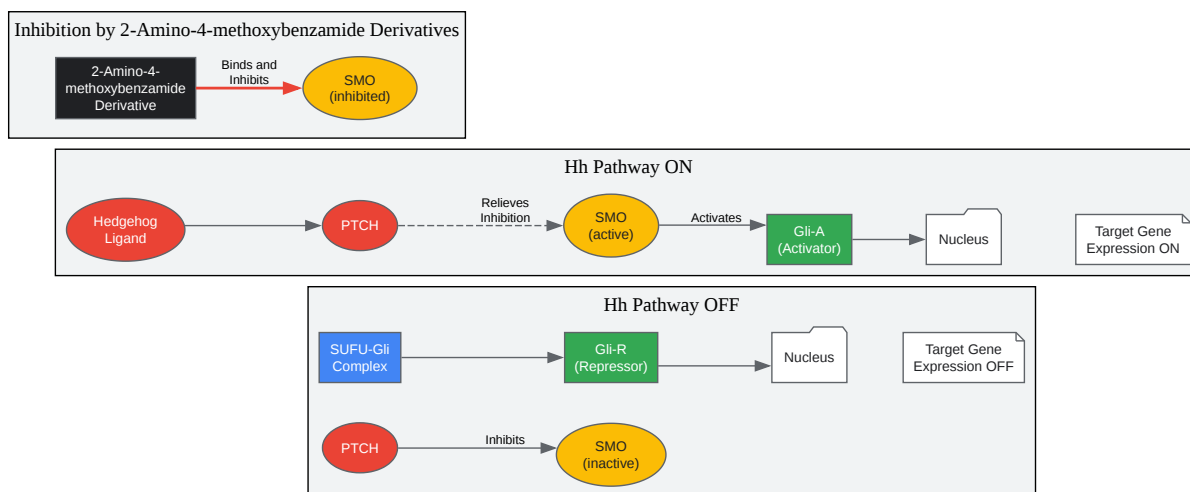 Inhibition by 2-Amino-4-methoxybenzamide Derivatives
2-Amino-4-
methoxybenzamide
Derivative
Binds and
Inhibits
SMO
(inhibited)
Hh Pathway ON
Hedgehog
Ligand
PTCH
Relieves
Inhibition
SMO
(active)
Activates
Gli-A
(Activator)
Nucleus
Target Gene
Expression ON
Hh Pathway OFF
SUFU-Gli
Complex
Gli-R
(Repressor)
Nucleus
Target Gene
Expression OFF
PTCH
Inhibits
SMO
(inactive)